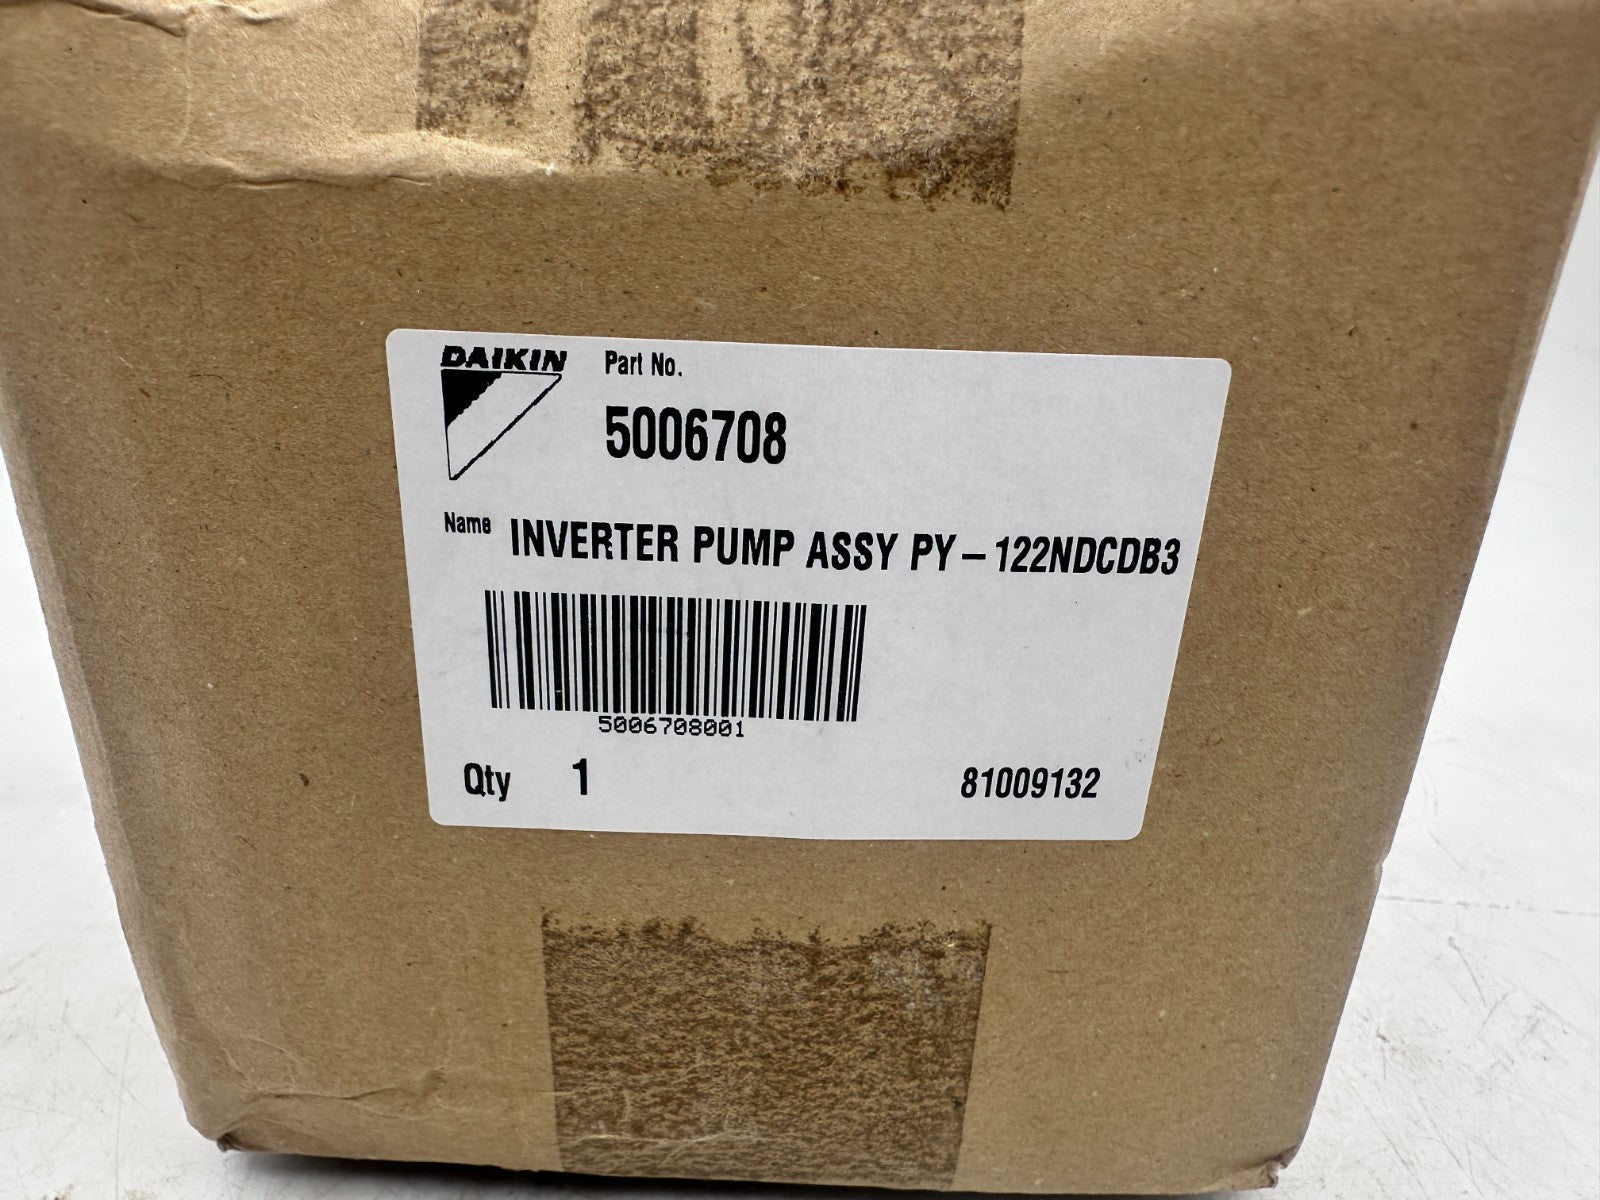 DAIKIN
Part No.
5006708
Name INVERTER PUMP ASSY PY-122NDCDB3
5006708001
Qty 1 81009132